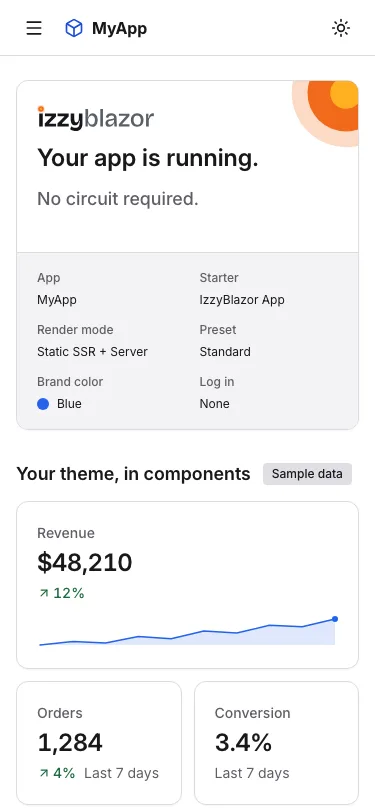 MyApp
izzyblazor
Your app is running.
No circuit required.
App
MyApp
Starter
IzzyBlazor App
Render mode
Static SSR + Server
Preset
Standard
Brand color
Blue
Log in
None
Your theme, in components
Sample data
Revenue
$48,210
↗ 12%
Orders
1,284
↗ 4% Last 7 days
Conversion
3.4%
Last 7 days